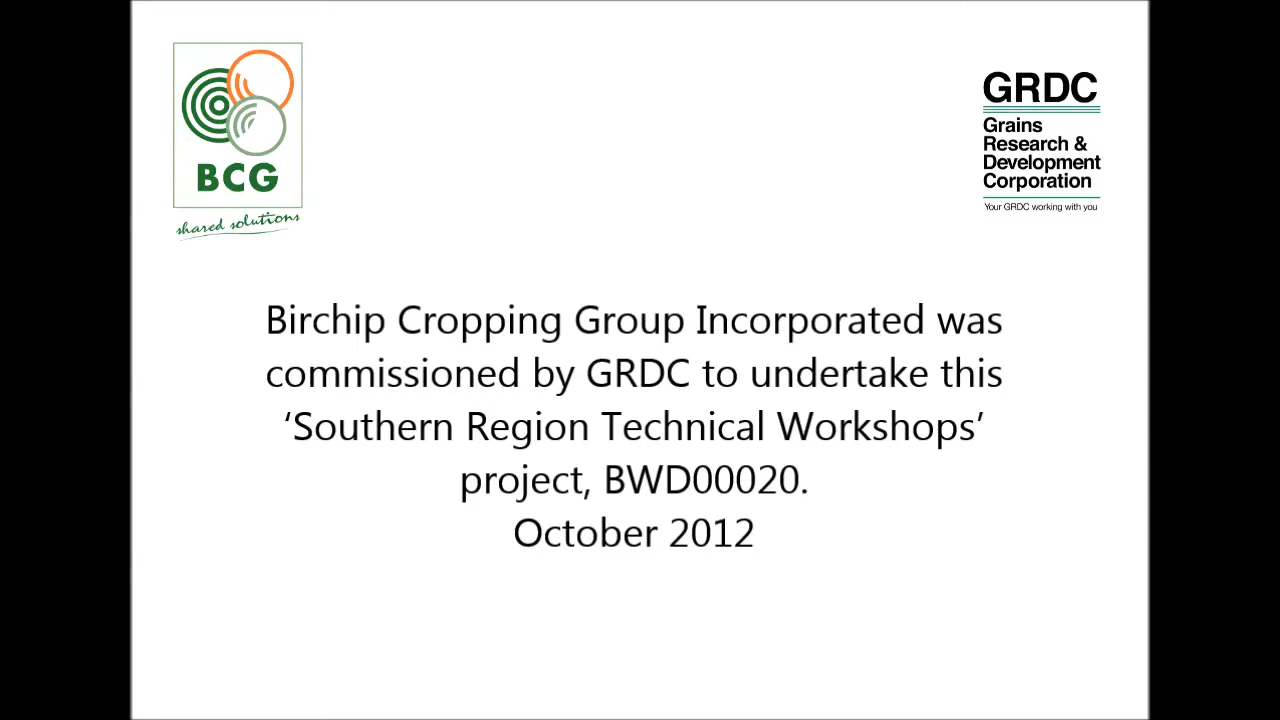 BCG
shared solutions
GRDC
Grains
Research &
Development
Corporation
Your GRDC working with you
Birchip Cropping Group Incorporated was
commissioned by GRDC to undertake this
‘Southern Region Technical Workshops’
project, BWD00020.
October 2012